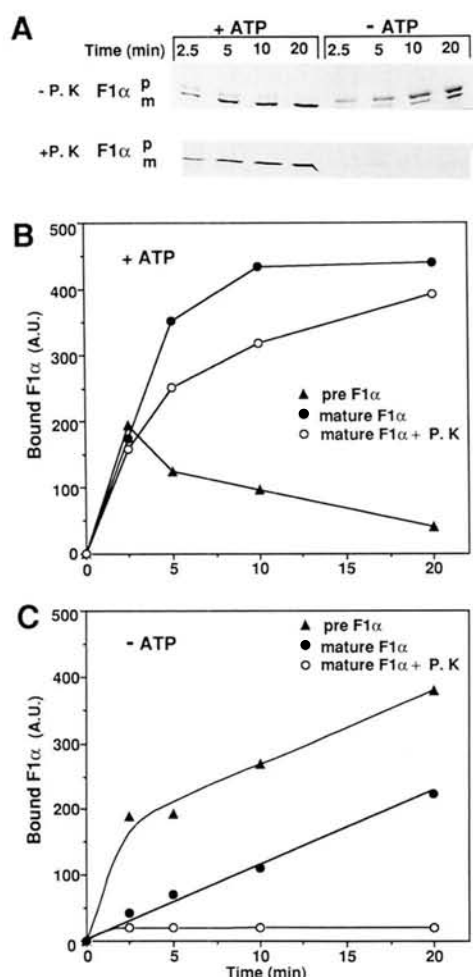 A
+ ATP - ATP
Time (min) 2.5 5 10 20 2.5 5 10 20
- P. K F1α p
m
+P. K F1α p
m
B
+ ATP
Bound F1α (A.U.)
500
400
300
200
100
0
▲ pre F1α
● mature F1α
○ mature F1α + P. K
0 5 10 15 20
C
- ATP
Bound F1α (A.U.)
500
400
300
200
100
0
▲ pre F1α
● mature F1α
○ mature F1α + P. K
0 5 10 15 20
Time (min)